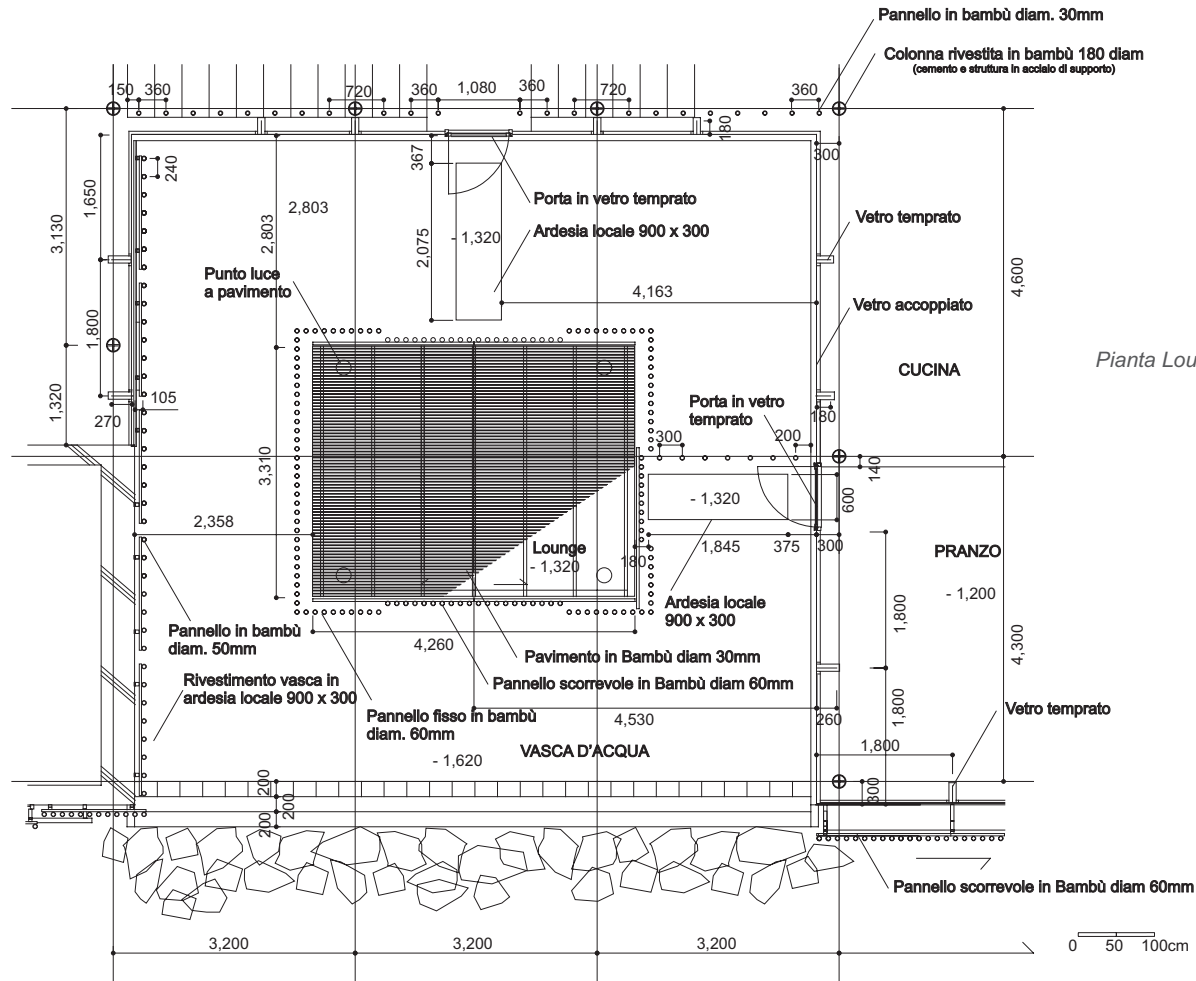 Pannello in bambù diam. 30mm
Colonna rivestita in bambù 180 diam
(cemento e struttura in acciaio di supporto)
150 360 720 360 1,080 360 720 360
180
300
367
240
1,650
3,130
2,803
2,803
2,075
- 1,320
Porta in vetro temprato
Ardesia locale 900 x 300
Vetro temprato
Punto luce
a pavimento
4,163
4,600
Vetro accoppiato
1,800
1,320
CUCINA
Pianta Lou
105
270
Porta in vetro
temprato
180
300
200
140
3,310
- 1,320
600
2,358
Lounge
- 1,320
180
1,845
375
300
PRANZO
- 1,200
Ardesia locale
900 x 300
1,800
4,300
Pannello in bambù
diam. 50mm
4,260
Pavimento in Bambù diam 30mm
Rivestimento vasca in
ardesia locale 900 x 300
Pannello scorrevole in Bambù diam 60mm
Pannello fisso in bambù
diam. 60mm
4,530
260
1,800
Vetro temprato
VASCA D'ACQUA
- 1,620
1,800
200
200
200
300
Pannello scorrevole in Bambù diam 60mm
3,200
3,200
3,200
0 50 100cm